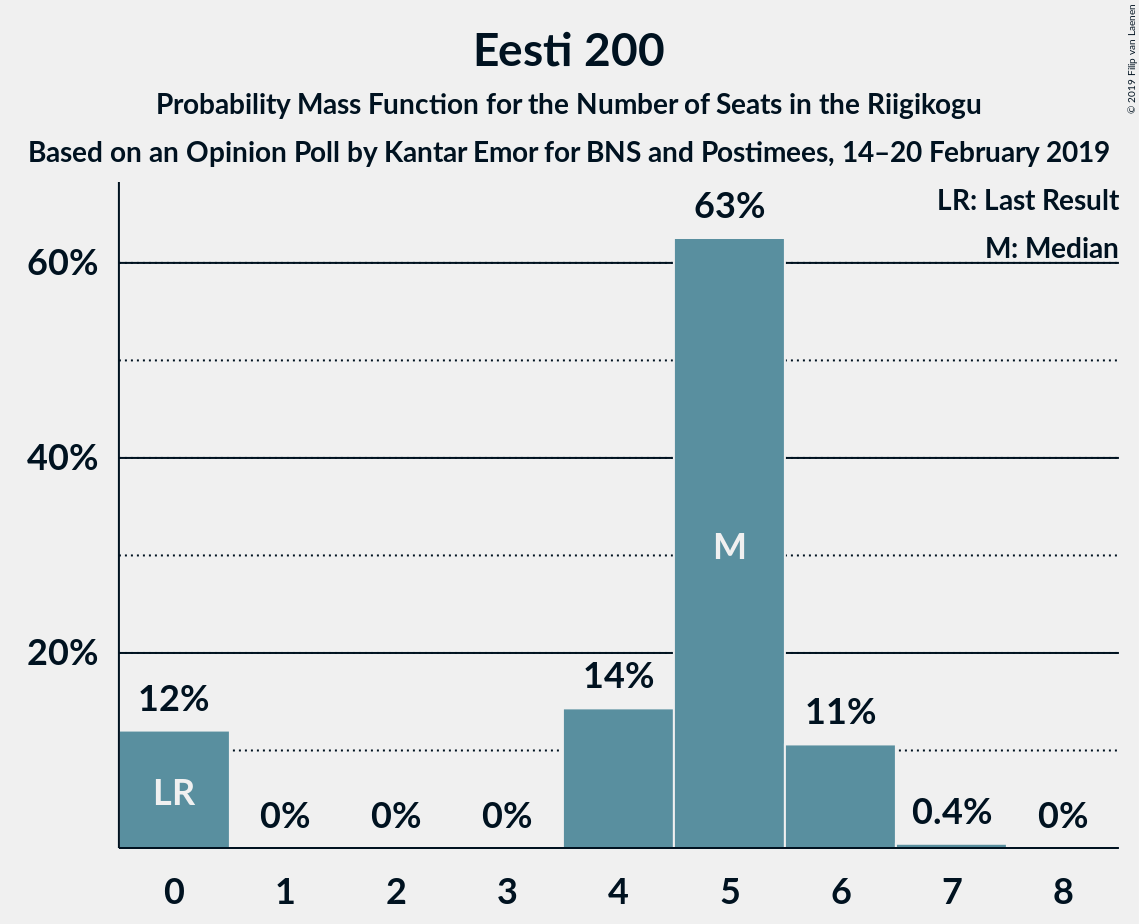 Eesti 200
Probability Mass Function for the Number of Seats in the Riigikogu
Based on an Opinion Poll by Kantar Emor for BNS and Postimees, 14–20 February 2019
© 2019 Filip van Laenen
LR: Last Result
M: Median
60%
40%
20%
12%
0%
0%
0%
14%
63%
11%
0.4%
0%
LR
M
0 1 2 3 4 5 6 7 8